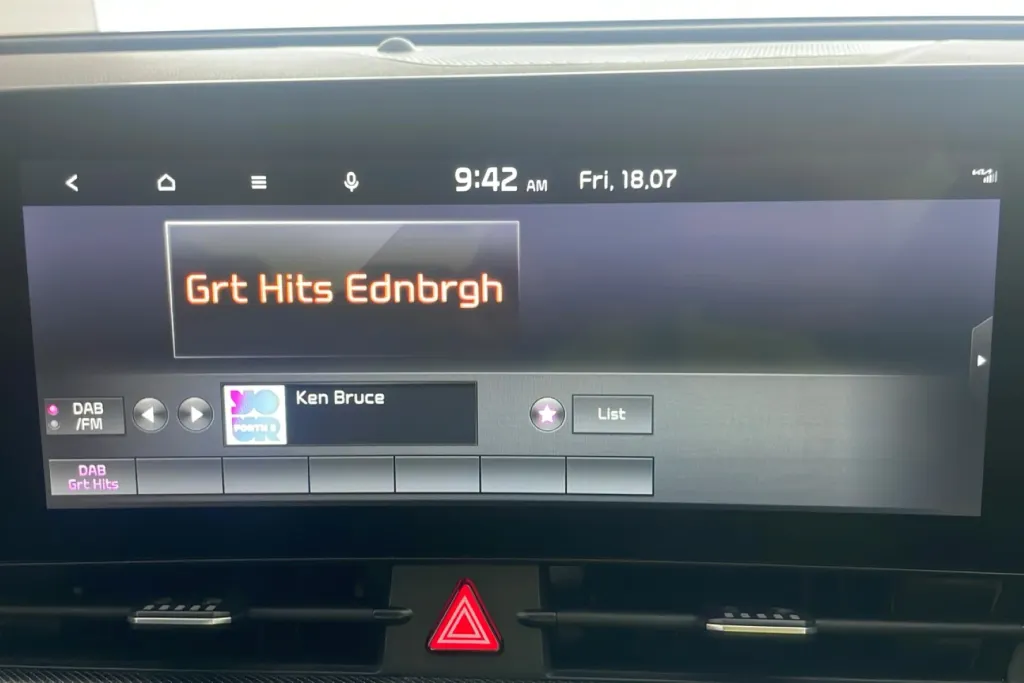 9:42 AM Fri, 18.07
Grt Hits Ednbrgh
DAB
/FM
Ken Bruce
List
DAB
Grt Hits